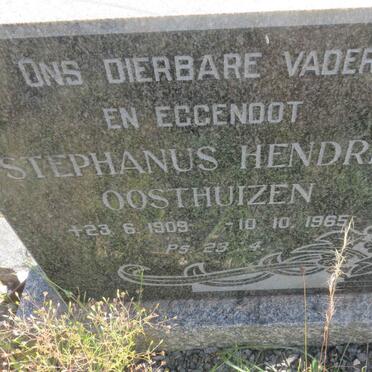 ONS DIERBARE VADER
EN EGGENOOT
STEPHANUS HENDR
OOSTHUIZEN
+23. 6. 1909 - 10. 10. 1965
Ps. 23. 4.